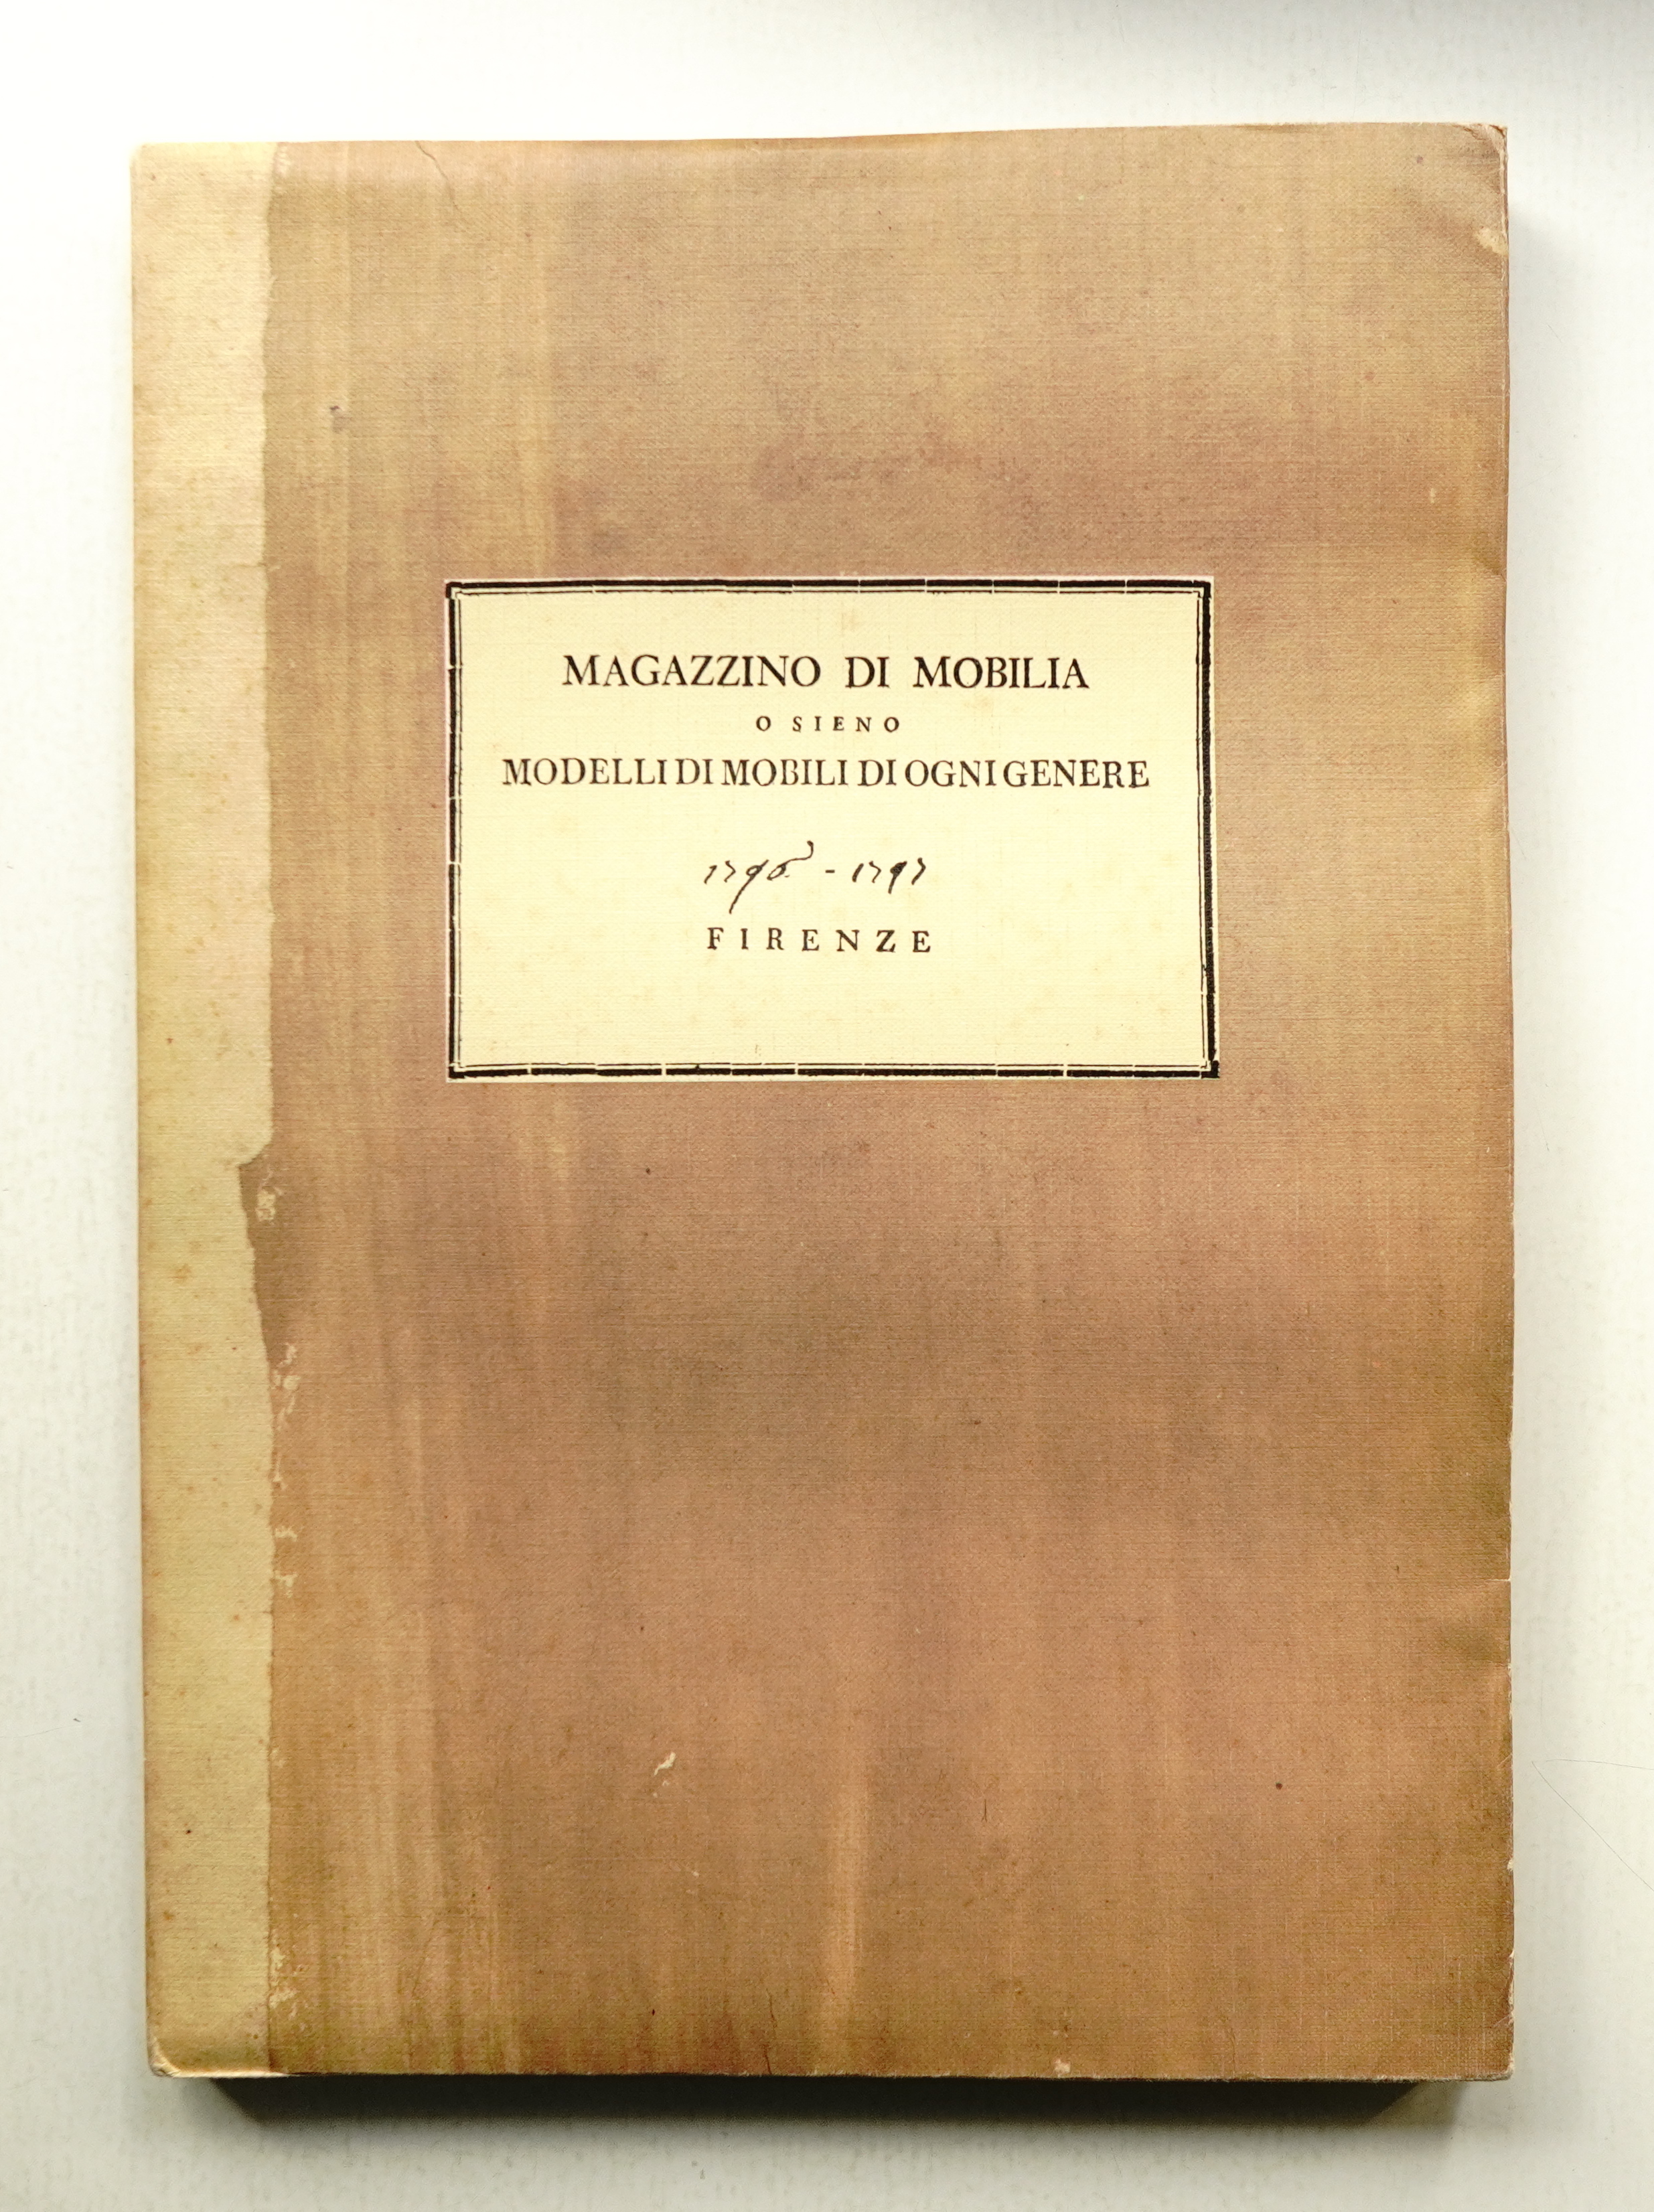 MAGAZZINO DI MOBILIA
O SIENO
MODELLI DI MOBILI DI OGNI GENERE
1796 - 1797
FIRENZE